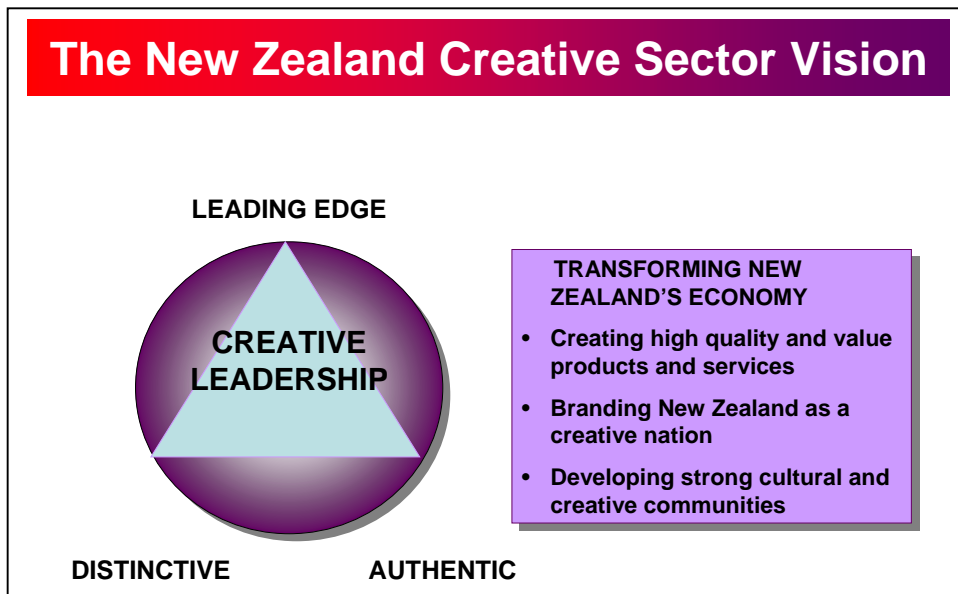 The New Zealand Creative Sector Vision
LEADING EDGE
CREATIVE
LEADERSHIP
DISTINCTIVE
AUTHENTIC
TRANSFORMING NEW
ZEALAND'S ECONOMY
• Creating high quality and value
products and services
• Branding New Zealand as a
creative nation
• Developing strong cultural and
creative communities